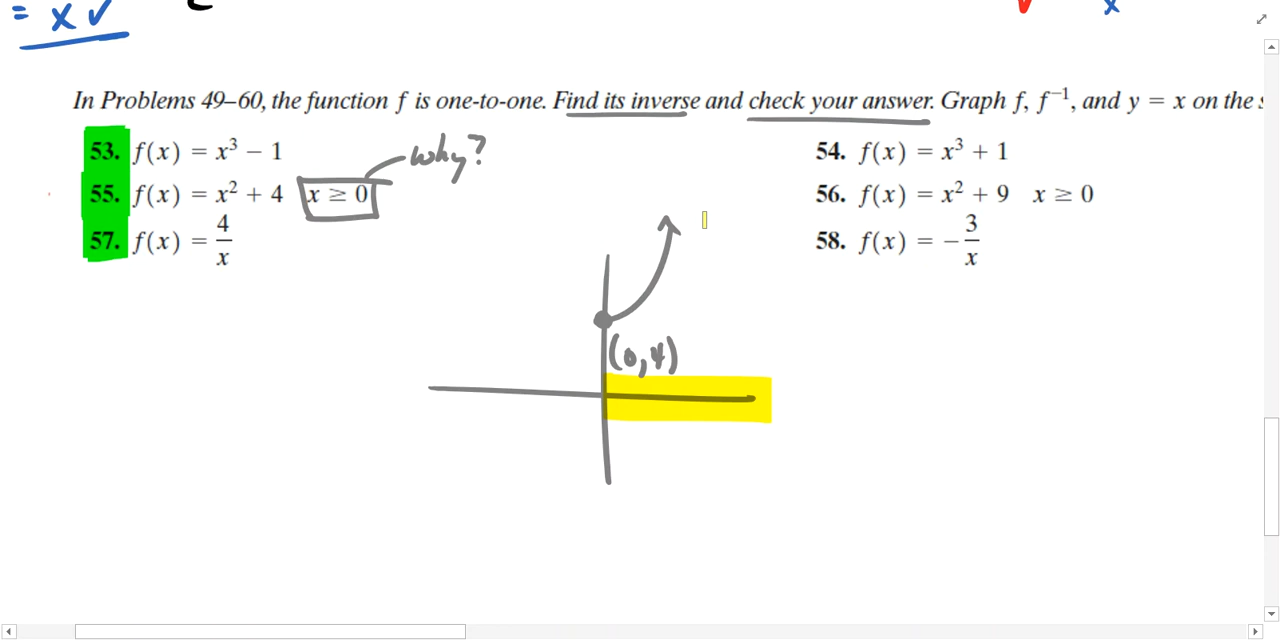 = x ✓
x
In Problems 49–60, the function f is one-to-one. Find its inverse and check your answer. Graph f, f⁻¹, and y = x on the
53. f(x) = x³ − 1
why?
54. f(x) = x³ + 1
55. f(x) = x² + 4 x ≥ 0
56. f(x) = x² + 9 x ≥ 0
57. f(x) = 4/x
58. f(x) = −3/x
(0,4)